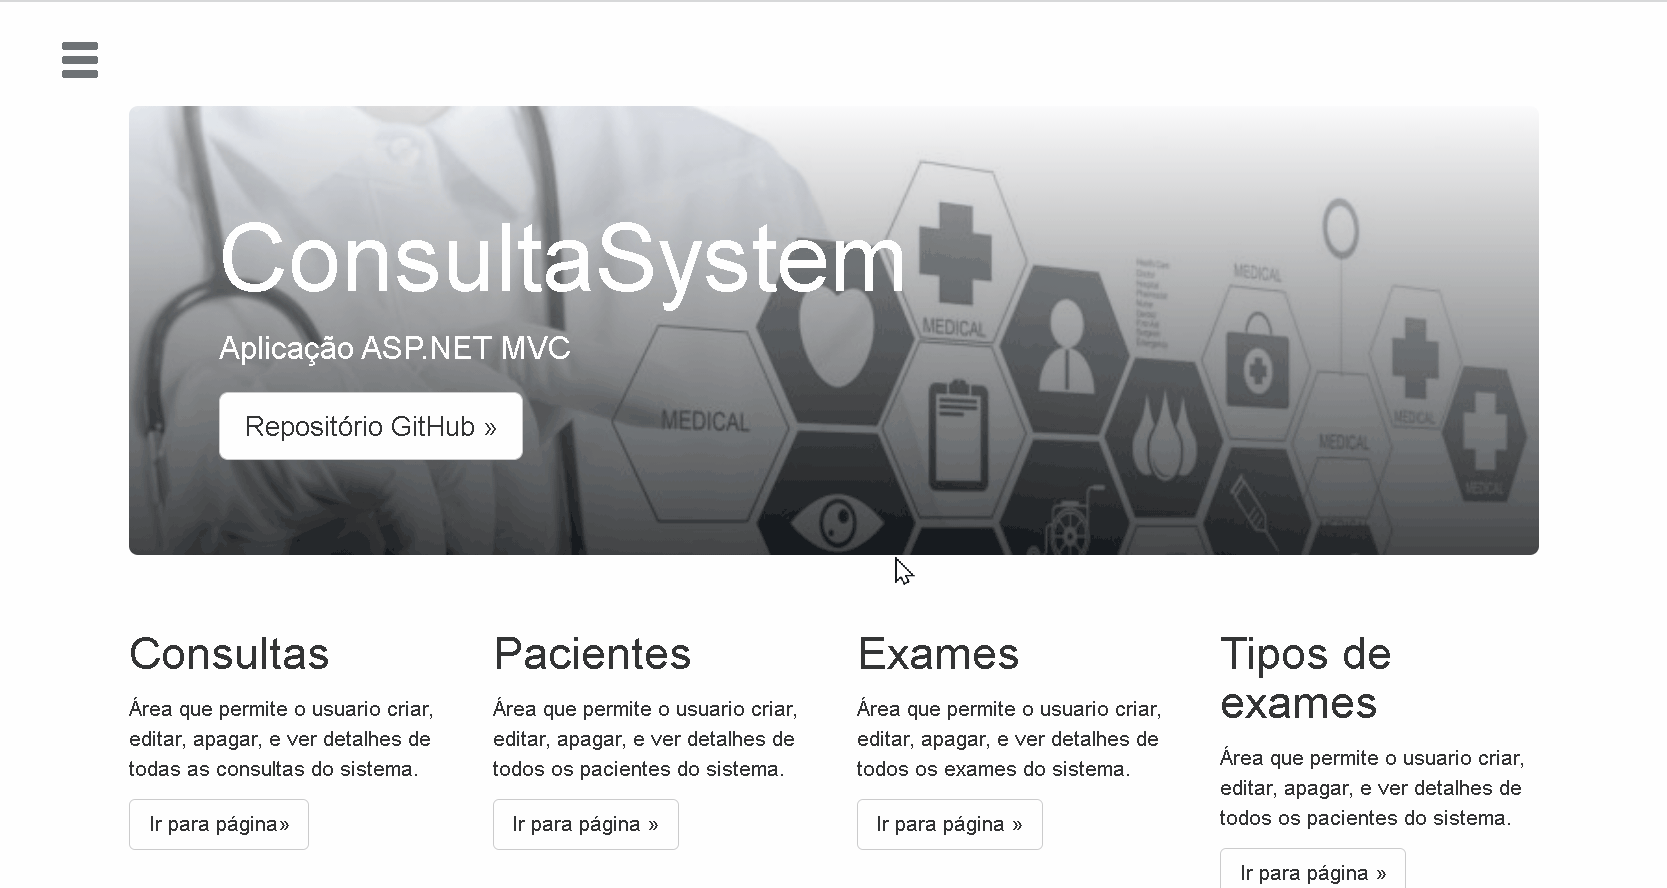 ConsultaSystem
Aplicação ASP.NET MVC
Repositório GitHub »
MEDICAL
MEDICAL
MEDICAL
MEDICAL
MEDICAL
MEDICAL
Consultas
Área que permite o usuario criar,
editar, apagar, e ver detalhes de
todas as consultas do sistema.
Ir para página»
Pacientes
Área que permite o usuario criar,
editar, apagar, e ver detalhes de
todos os pacientes do sistema.
Ir para página »
Exames
Área que permite o usuario criar,
editar, apagar, e ver detalhes de
todos os exames do sistema.
Ir para página »
Tipos de
exames
Área que permite o usuario criar,
editar, apagar, e ver detalhes de
todos os pacientes do sistema.
Ir para página »